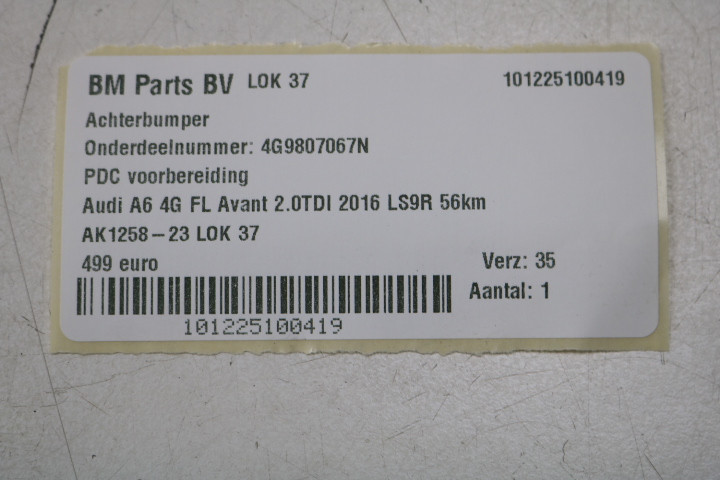 BM Parts BV LOK 37 101225100419
Achterbumper
Onderdeelnummer: 4G9807067N
PDC voorbereiding
Audi A6 4G FL Avant 2.0TDI 2016 LS9R 56km
AK1258-23 LOK 37
499 euro Verz: 35
Aantal: 1
101225100419